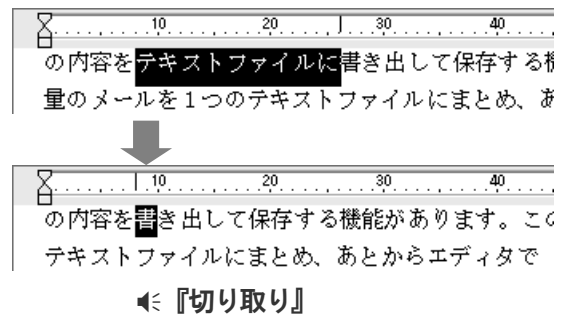 10 20 30 40
の内容をテキストファイルに書き出して保存する機
量のメールを1つのテキストファイルにまとめ、あ
10 20 30 40
の内容を書き出して保存する機能があります。この
テキストファイルにまとめ、あとからエディタで
『切り取り』